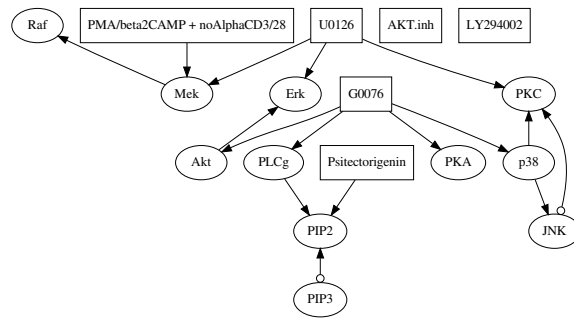 Raf
PMA/beta2CAMP + noAlphaCD3/28
U0126
AKT.inh
LY294002
Mek
Erk
G0076
PKC
Akt
PLCg
Psitectorigenin
PKA
p38
PIP2
JNK
PIP3